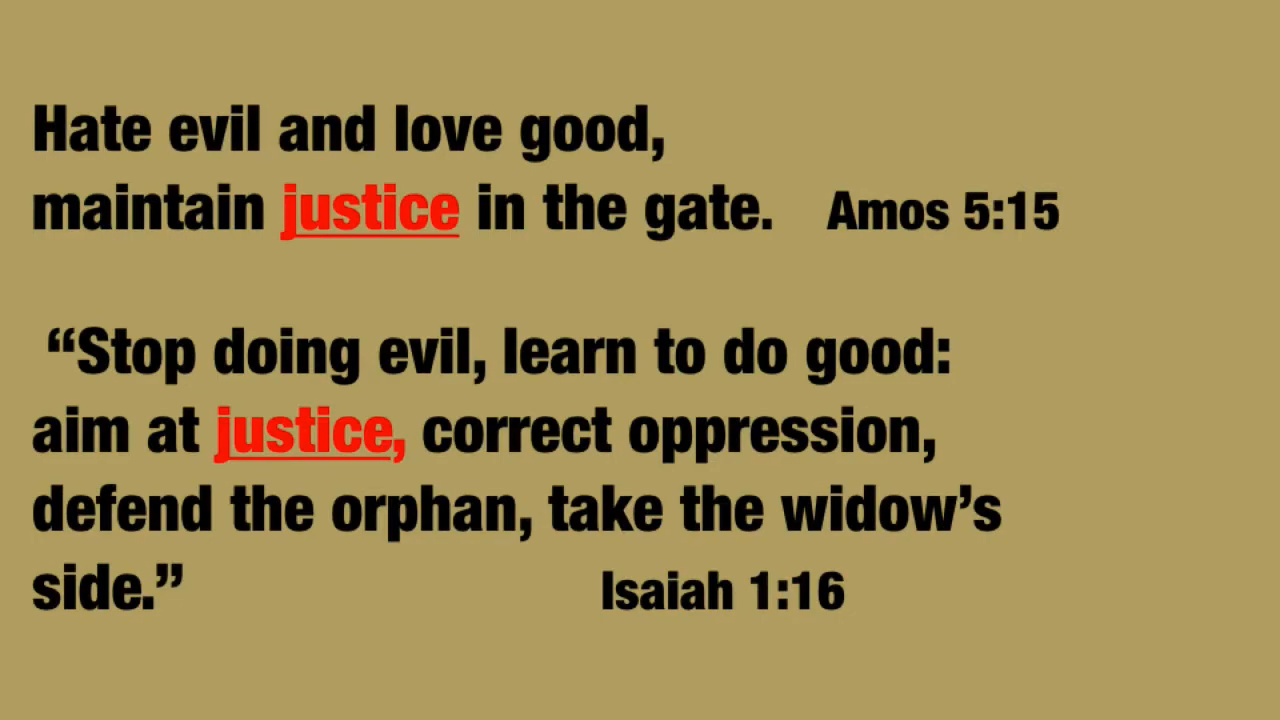 Hate evil and love good,
maintain justice in the gate. Amos 5:15
“Stop doing evil, learn to do good:
aim at justice, correct oppression,
defend the orphan, take the widow’s
side.” Isaiah 1:16